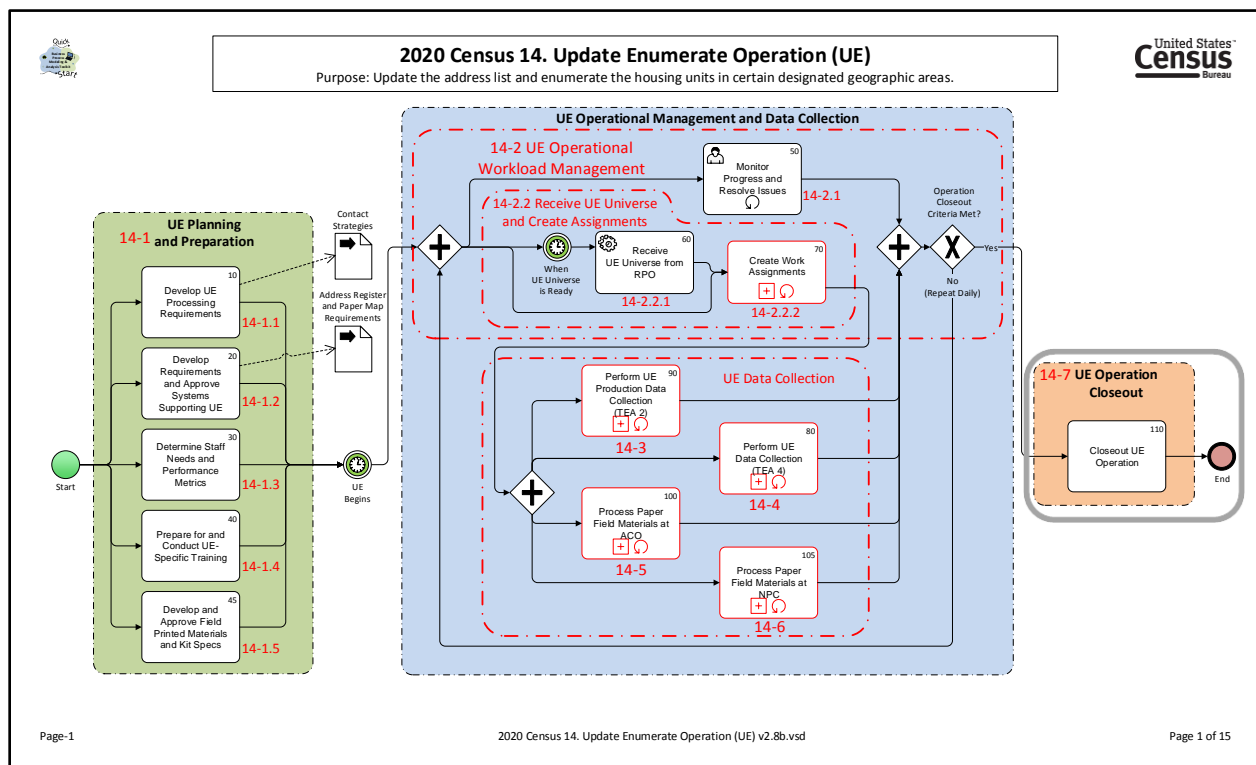 Quick
Start
2020 Census 14. Update Enumerate Operation (UE)
Purpose: Update the address list and enumerate the housing units in certain designated geographic areas.
United States™
Census
Bureau
UE Operational Management and Data Collection
14-2 UE Operational
Workload Management
50
Monitor
Progress and
Resolve Issues
14-2.1
Operation
Closeout
Criteria Met?
X
Yes
No
(Repeat Daily)
14-2.2 Receive UE Universe
and Create Assignments
When
UE Universe
is Ready
60
Receive
UE Universe from
RPO
14-2.2.1
70
Create Work
Assignments
14-2.2.2
Contact
Strategies
Address Register
and Paper Map
Requirements
UE Planning
14-1 and Preparation
10
Develop UE
Processing
Requirements
14-1.1
20
Develop
Requirements
and Approve
Systems
Supporting UE
14-1.2
30
Determine Staff
Needs and
Performance
Metrics
14-1.3
40
Prepare for and
Conduct UE-
Specific Training
14-1.4
45
Develop and
Approve Field
Printed Materials
and Kit Specs
14-1.5
Start
UE
Begins
UE Data Collection
90
Perform UE
Production Data
Collection
(TEA 2)
14-3
80
Perform UE
Data Collection
(TEA 4)
14-4
100
Process Paper
Field Materials at
ACO
14-5
105
Process Paper
Field Materials at
NPC
14-6
14-7 UE Operation
Closeout
110
Closeout UE
Operation
End
Page-1
2020 Census 14. Update Enumerate Operation (UE) v2.8b.vsd
Page 1 of 15